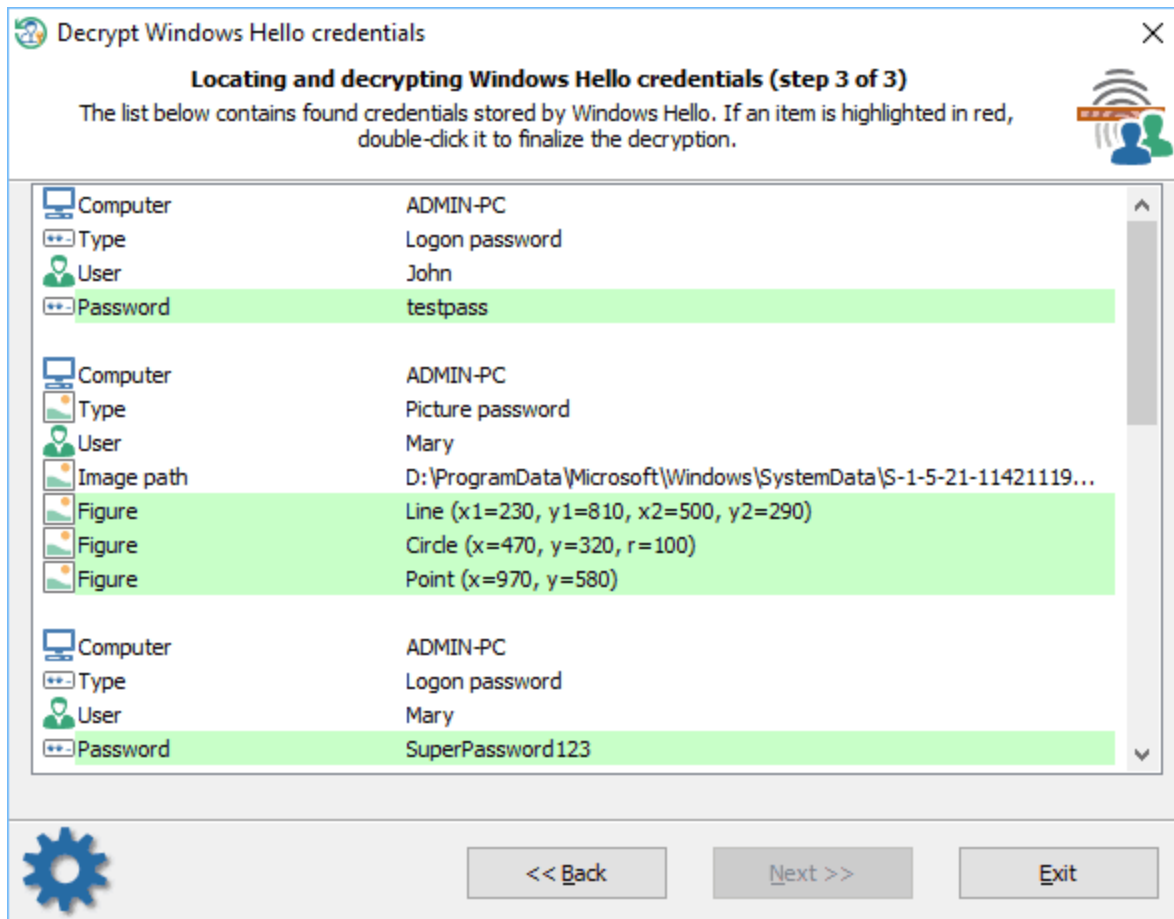 Decrypt Windows Hello credentials
Locating and decrypting Windows Hello credentials (step 3 of 3)
The list below contains found credentials stored by Windows Hello. If an item is highlighted in red,
double-click it to finalize the decryption.
Computer ADMIN-PC
Type Logon password
User John
Password testpass
Computer ADMIN-PC
Type Picture password
User Mary
Image path D:\ProgramData\Microsoft\Windows\SystemData\S-1-5-21-11421119...
Figure Line (x1=230, y1=810, x2=500, y2=290)
Figure Circle (x=470, y=320, r=100)
Figure Point (x=970, y=580)
Computer ADMIN-PC
Type Logon password
User Mary
Password SuperPassword123
<< Back Next >> Exit